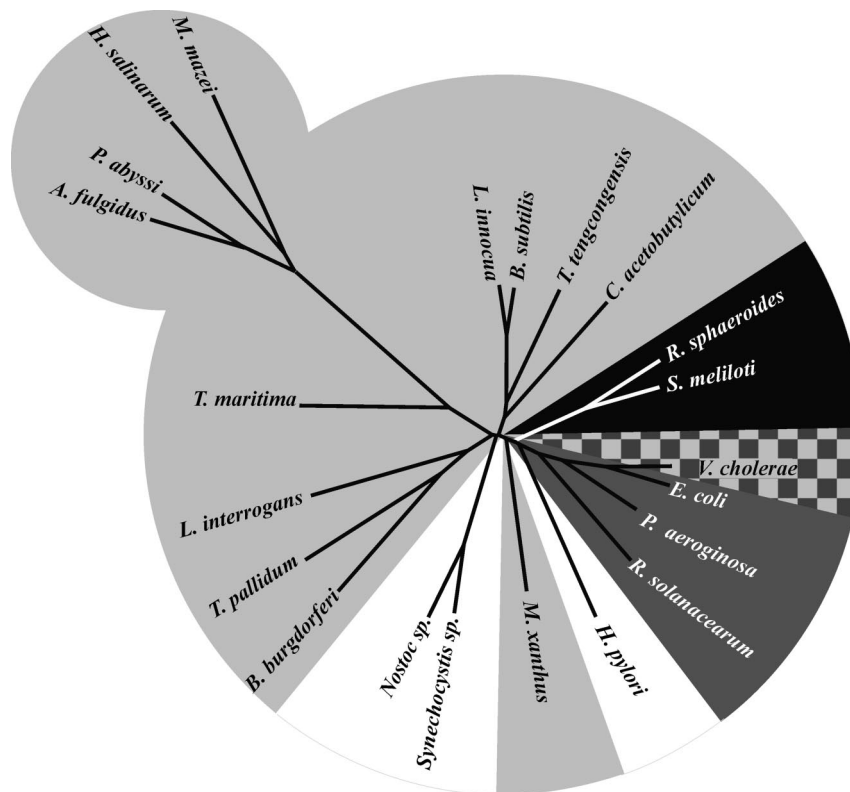 M. mazei
H. salinarum
P. abyssi
A. fulgidus
L. innocua
B. subtilis
T. tengcongensis
C. acetobutylicum
R. sphaeroides
S. meliloti
V. cholerae
E. coli
P. aeroginosa
R. solanacearum
H. pylori
M. xanthus
Synechocystis sp.
Nostoc sp.
B. burgdorferi
T. pallidum
L. interrogans
T. maritima